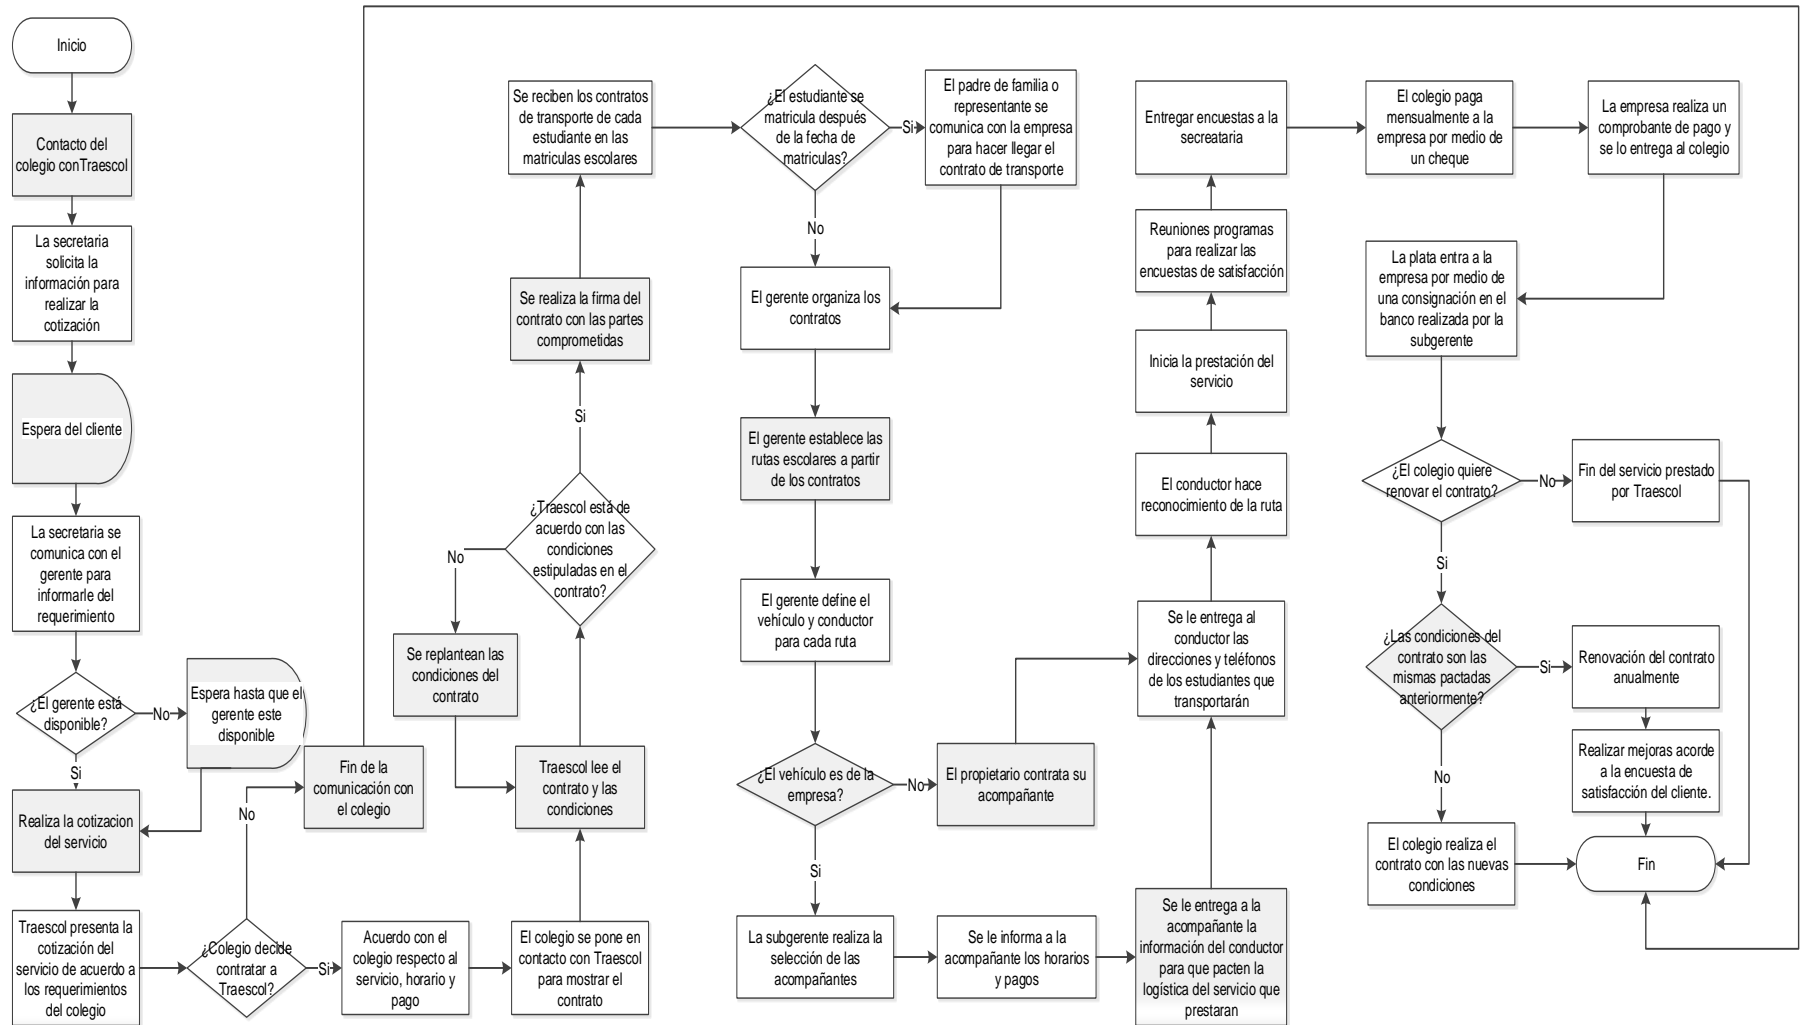 Inicio
Contacto del
colegio conTraescol
La secretaria
solicita la
información para
realizar la
cotización
Espera del cliente
La secretaria se
comunica con el
gerente para
informarle del
requerimiento
¿El gerente está
disponible?
No
Espera hasta que el
gerente este
disponible
Si
Realiza la cotizacion
del servicio
Traescol presenta la
cotización del
servicio de acuerdo a
los requerimientos
del colegio
¿Colegio decide
contratar a
Traescol?
No
Fin de la
comunicación con
el colegio
Si
Acuerdo con el
colegio respecto al
servicio, horario y
pago
El colegio se pone en
contacto con Traescol
para mostrar el
contrato
Traescol lee el
contrato y las
condiciones
¿Traescol está de
acuerdo con las
condiciones
estipuladas en el
contrato?
No
Se replantean las
condiciones del
contrato
Si
Se realiza la firma del
contrato con las partes
comprometidas
Se reciben los contratos
de transporte de cada
estudiante en las
matriculas escolares
¿El estudiante se
matricula después
de la fecha de
matriculas?
Si
El padre de familia o
representante se
comunica con la empresa
para hacer llegar el
contrato de transporte
No
El gerente organiza los
contratos
El gerente establece las
rutas escolares a partir
de los contratos
El gerente define el
vehículo y conductor
para cada ruta
¿El vehículo es de la
empresa?
No
El propietario contrata su
acompañante
Si
La subgerente realiza la
selección de las
acompañantes
Se le informa a la
acompañante los horarios
y pagos
Se le entrega a la
acompañante la
información del conductor
para que pacten la
logística del servicio que
prestaran
Se le entrega al
conductor las
direcciones y teléfonos
de los estudiantes que
transportarán
El conductor hace
reconocimiento de la ruta
Inicia la prestación del
servicio
Reuniones programas
para realizar las
encuestas de satisfacción
Entregar encuestas a la
secreataria
El colegio paga
mensualmente a la
empresa por medio de
un cheque
La empresa realiza un
comprobante de pago y
se lo entrega al colegio
La plata entra a la
empresa por medio de
una consignación en el
banco realizada por la
subgerente
¿El colegio quiere
renovar el contrato?
No
Fin del servicio prestado
por Traescol
Si
¿Las condiciones del
contrato son las
mismas pactadas
anteriormente?
Si
Renovación del contrato
anualmente
Realizar mejoras acorde
a la encuesta de
satisfacción del cliente.
No
El colegio realiza el
contrato con las nuevas
condiciones
Fin